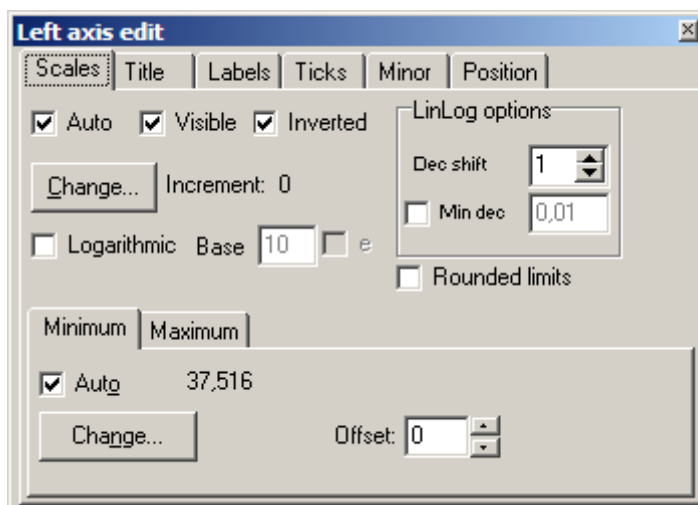 Left axis edit
Scales Title Labels Ticks Minor Position
Auto Visible Inverted
LinLog options
Dec shift 1
Min dec 0,01
Change... Increment: 0
Logarithmic Base 10 e
Rounded limits
Minimum Maximum
Auto 37,516
Change... Offset: 0